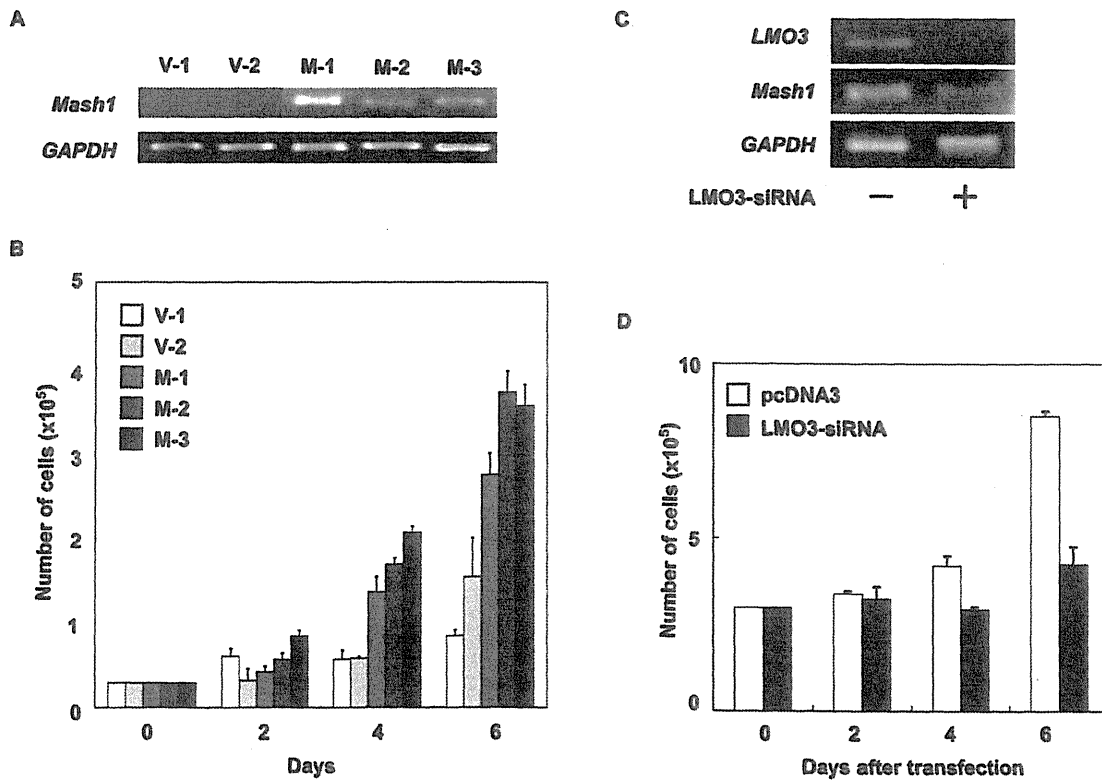 A
V-1 V-2 M-1 M-2 M-3
Mash1
GAPDH
B
Number of cells (x10⁵)
5
4
3
2
1
0
V-1
V-2
M-1
M-2
M-3
0 2 4 6
Days
C
LMO3
Mash1
GAPDH
LMO3-siRNA − +
D
Number of cells (x10⁵)
10
5
0
pcDNA3
LMO3-siRNA
0 2 4 6
Days after transfection